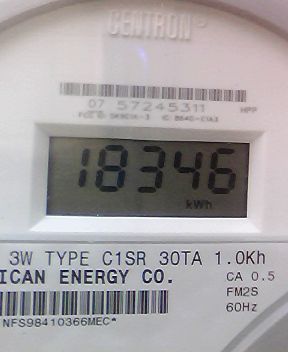 CENTRON
07 57245311 HPP
18346
kWh
3W TYPE C1SR 30TA 1.0Kh
ICAN ENERGY CO. CA 0.5
FM2S
NFS98410366MEC* 60Hz